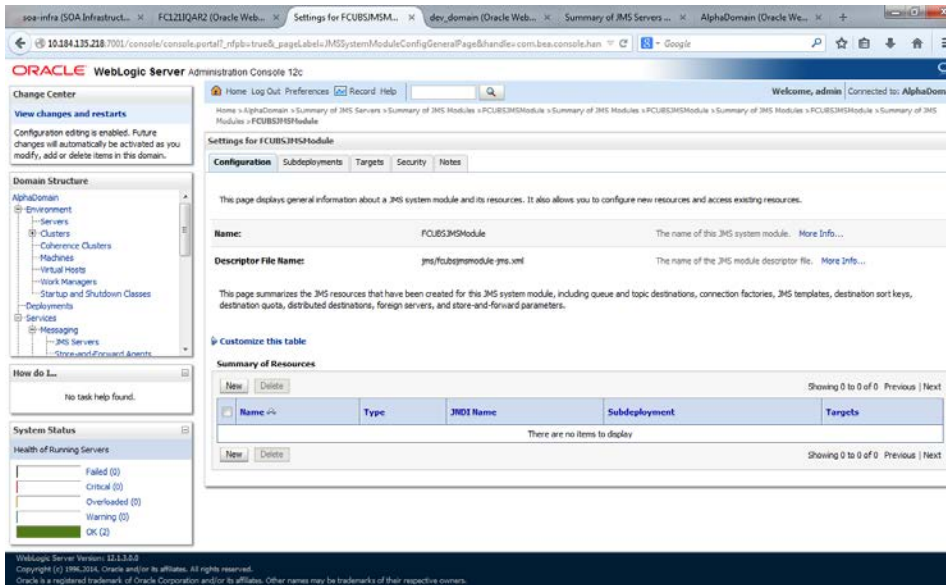 soa-infra (SOA Infrastruct...
FC121IQAR2 (Oracle Web...
Settings for FCUBSJMSM...
dev_domain (Oracle Web...
Summary of JMS Servers ...
AlphaDomain (Oracle We...
10.184.135.218:7001/console/console.portal?_nfpb=true&_pageLabel=JMSSystemModuleConfigGeneralPage&handle=com.bea.console.han
Google
ORACLE WebLogic Server Administration Console 12c
Change Center
View changes and restarts
Configuration editing is enabled. Future
changes will automatically be activated as you
modify, add or delete items in this domain.
Domain Structure
AlphaDomain
Environment
Servers
Clusters
Coherence Clusters
Machines
Virtual Hosts
Work Managers
Startup and Shutdown Classes
Deployments
Services
Messaging
JMS Servers
Store-and-Forward Agents
How do I...
No task help found.
System Status
Health of Running Servers
Failed (0)
Critical (0)
Overloaded (0)
Warning (0)
OK (2)
Home Log Out Preferences Record Help
Welcome, admin Connected to: AlphaDom
Home >AlphaDomain >Summary of JMS Servers >Summary of JMS Modules >FCUBSJMSModule >Summary of JMS Modules >FCUBSJMSModule >Summary of JMS Modules >FCUBSJMSModule >Summary of JMS
Modules >FCUBSJMSModule
Settings for FCUBSJMSModule
Configuration Subdeployments Targets Security Notes
This page displays general information about a JMS system module and its resources. It also allows you to configure new resources and access existing resources.
Name: FCUBSJMSModule The name of this JMS system module. More Info...
Descriptor File Name: jms/fcubsjmsmodule-jms.xml The name of the JMS module descriptor file. More Info...
This page summarizes the JMS resources that have been created for this JMS system module, including queue and topic destinations, connection factories, JMS templates, destination sort keys,
destination quota, distributed destinations, foreign servers, and store-and-forward parameters.
Customize this table
Summary of Resources
New Delete Showing 0 to 0 of 0 Previous | Next
Name Type JNDI Name Subdeployment Targets
There are no items to display
New Delete Showing 0 to 0 of 0 Previous | Next
WebLogic Server Version: 12.1.3.0.0
Copyright (c) 1996,2014, Oracle and/or its affiliates. All rights reserved.
Oracle is a registered trademark of Oracle Corporation and/or its affiliates. Other names may be trademarks of their respective owners.